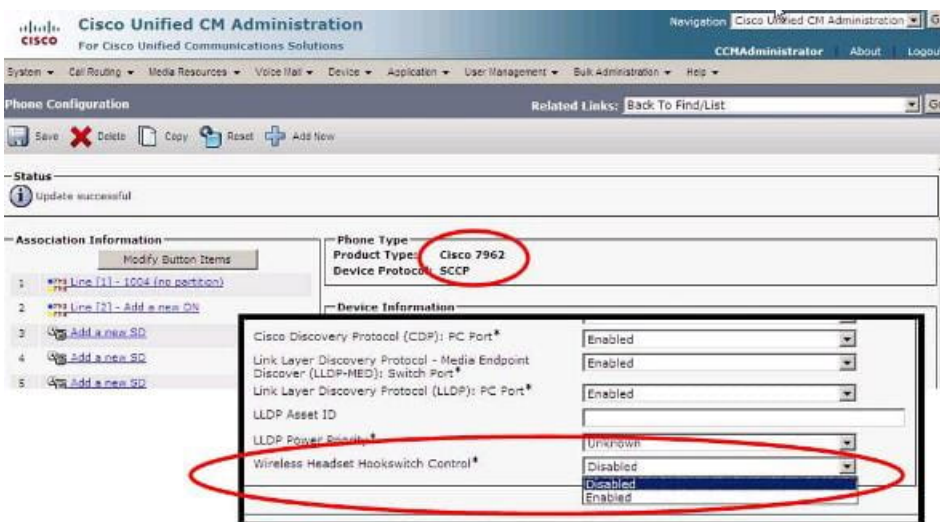 Cisco Unified CM Administration
For Cisco Unified Communications Solutions
CISCO
Navigation Cisco Unified CM Administration G
CCMAdministrator About Logou
System Call Routing Media Resources Voice Mail Device Application User Management Bulk Administration Help
Phone Configuration
Related Links: Back To Find/List G
Save Delete Copy Reset Add New
Status
Update successful
Association Information
Modify Button Items
1 Line [1] - 1004 (no partition)
2 Line [2] - Add a new DN
3 Add a new SD
4 Add a new SD
5 Add a new SD
Phone Type
Product Type: Cisco 7962
Device Protocol: SCCP
Device Information
Cisco Discovery Protocol (CDP): PC Port* Enabled
Link Layer Discovery Protocol - Media Endpoint
Discover (LLDP-MED): Switch Port* Enabled
Link Layer Discovery Protocol (LLDP): PC Port* Enabled
LLDP Asset ID
LLDP Power Priority* Unknown
Wireless Headset Hookswitch Control* Disabled
Disabled
Enabled